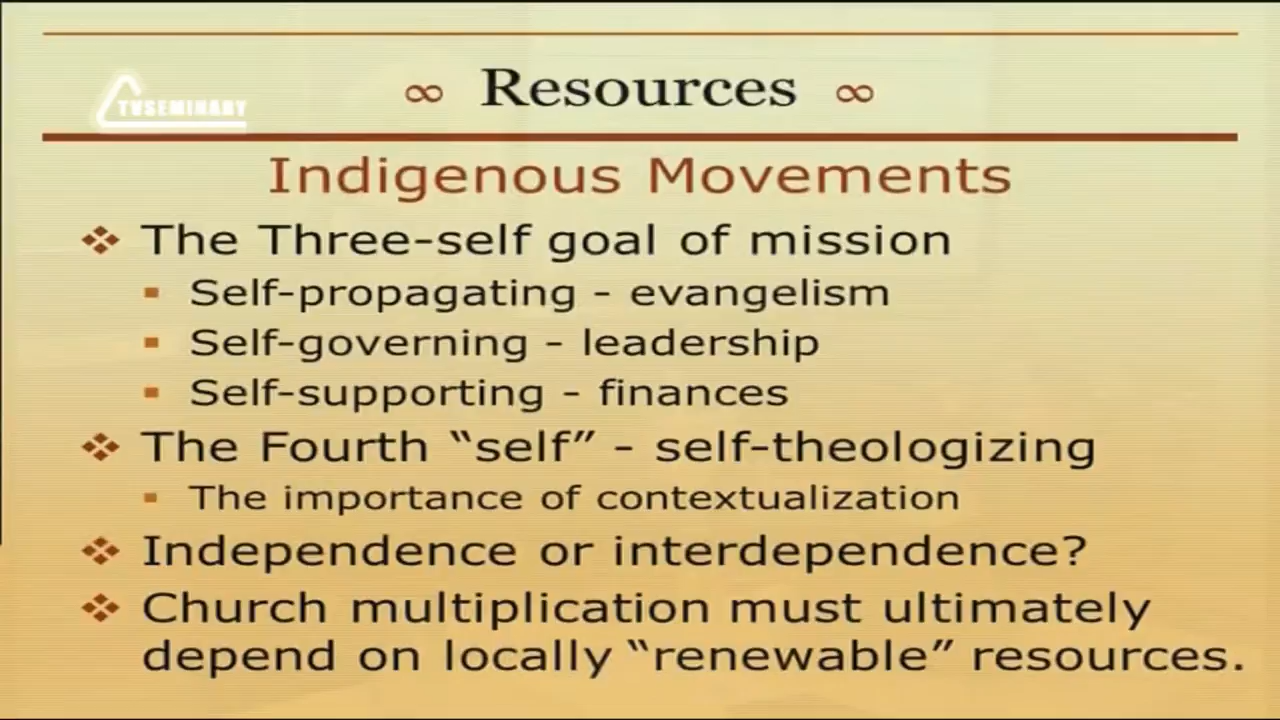 ∞ Resources ∞
TVSEMINARY
Indigenous Movements
❖ The Three-self goal of mission
▪ Self-propagating - evangelism
▪ Self-governing - leadership
▪ Self-supporting - finances
❖ The Fourth “self” - self-theologizing
▪ The importance of contextualization
❖ Independence or interdependence?
❖ Church multiplication must ultimately
depend on locally “renewable” resources.